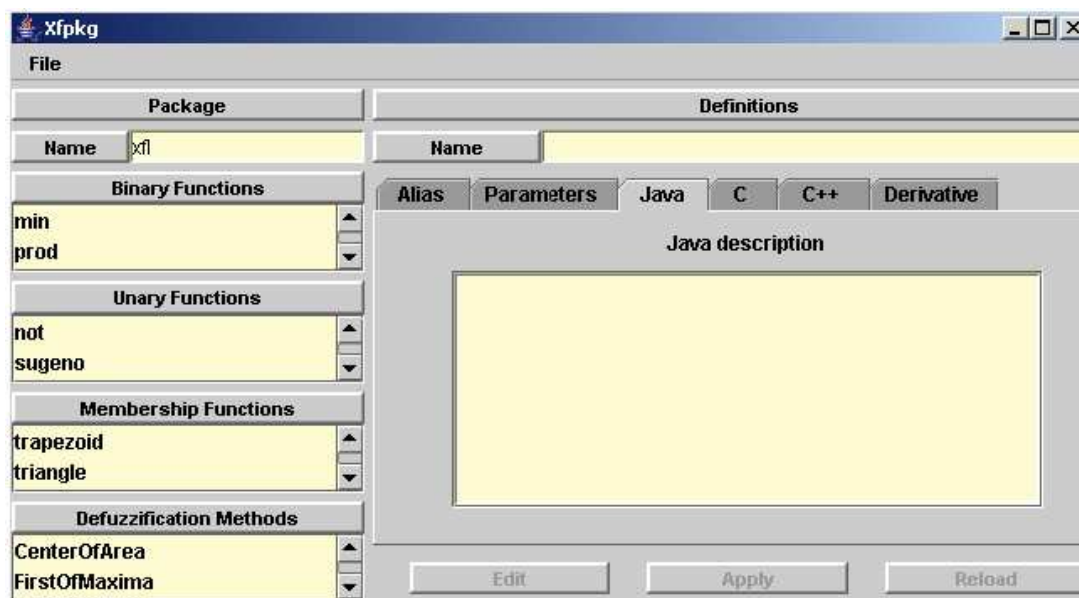 Xfpkg
File
Package
Name xfl
Binary Functions
min
prod
Unary Functions
not
sugeno
Membership Functions
trapezoid
triangle
Defuzzification Methods
CenterOfArea
FirstOfMaxima
Definitions
Name
Alias Parameters Java C C++ Derivative
Java description
Edit Apply Reload